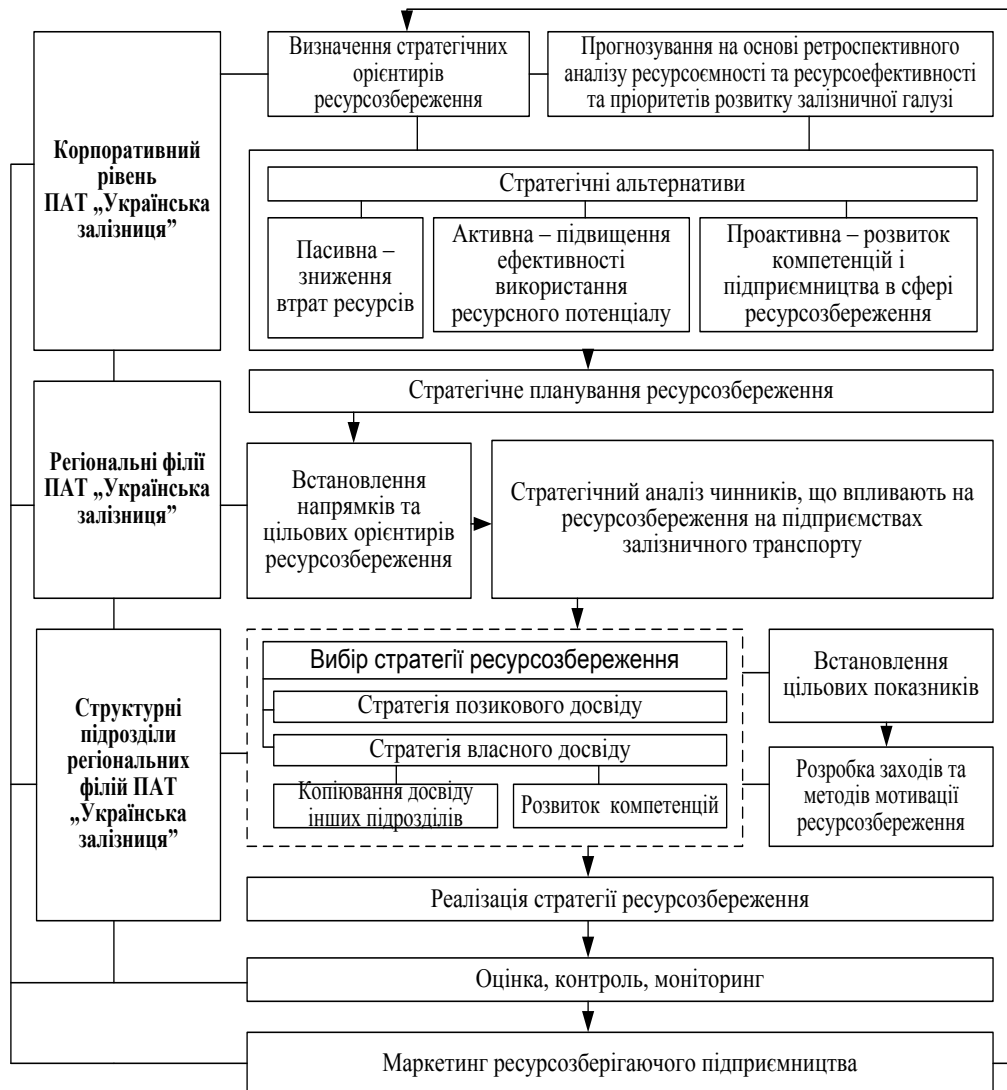 Визначення стратегічних
орієнтирів
ресурсозбереження
Прогнозування на основі ретроспективного
аналізу ресурсоємності та ресурсоефективності
та пріоритетів розвитку залізничної галузі
Корпоративний
рівень
ПАТ „Українська
залізниця”
Стратегічні альтернативи
Пасивна –
зниження
втрат ресурсів
Активна – підвищення
ефективності
використання
ресурсного потенціалу
Проактивна – розвиток
компетенцій і
підприємництва в сфері
ресурсозбереження
Стратегічне планування ресурсозбереження
Регіональні філії
ПАТ „Українська
залізниця”
Встановлення
напрямків та
цільових орієнтирів
ресурсозбереження
Стратегічний аналіз чинників, що впливають на
ресурсозбереження на підприємствах
залізничного транспорту
Структурні
підрозділи
регіональних
філій ПАТ
„Українська
залізниця”
Вибір стратегії ресурсозбереження
Стратегія позикового досвіду
Стратегія власного досвіду
Копіювання досвіду
інших підрозділів
Розвиток компетенцій
Встановлення
цільових показників
Розробка заходів та
методів мотивації
ресурсозбереження
Реалізація стратегії ресурсозбереження
Оцінка, контроль, моніторинг
Маркетинг ресурсозберігаючого підприємництва